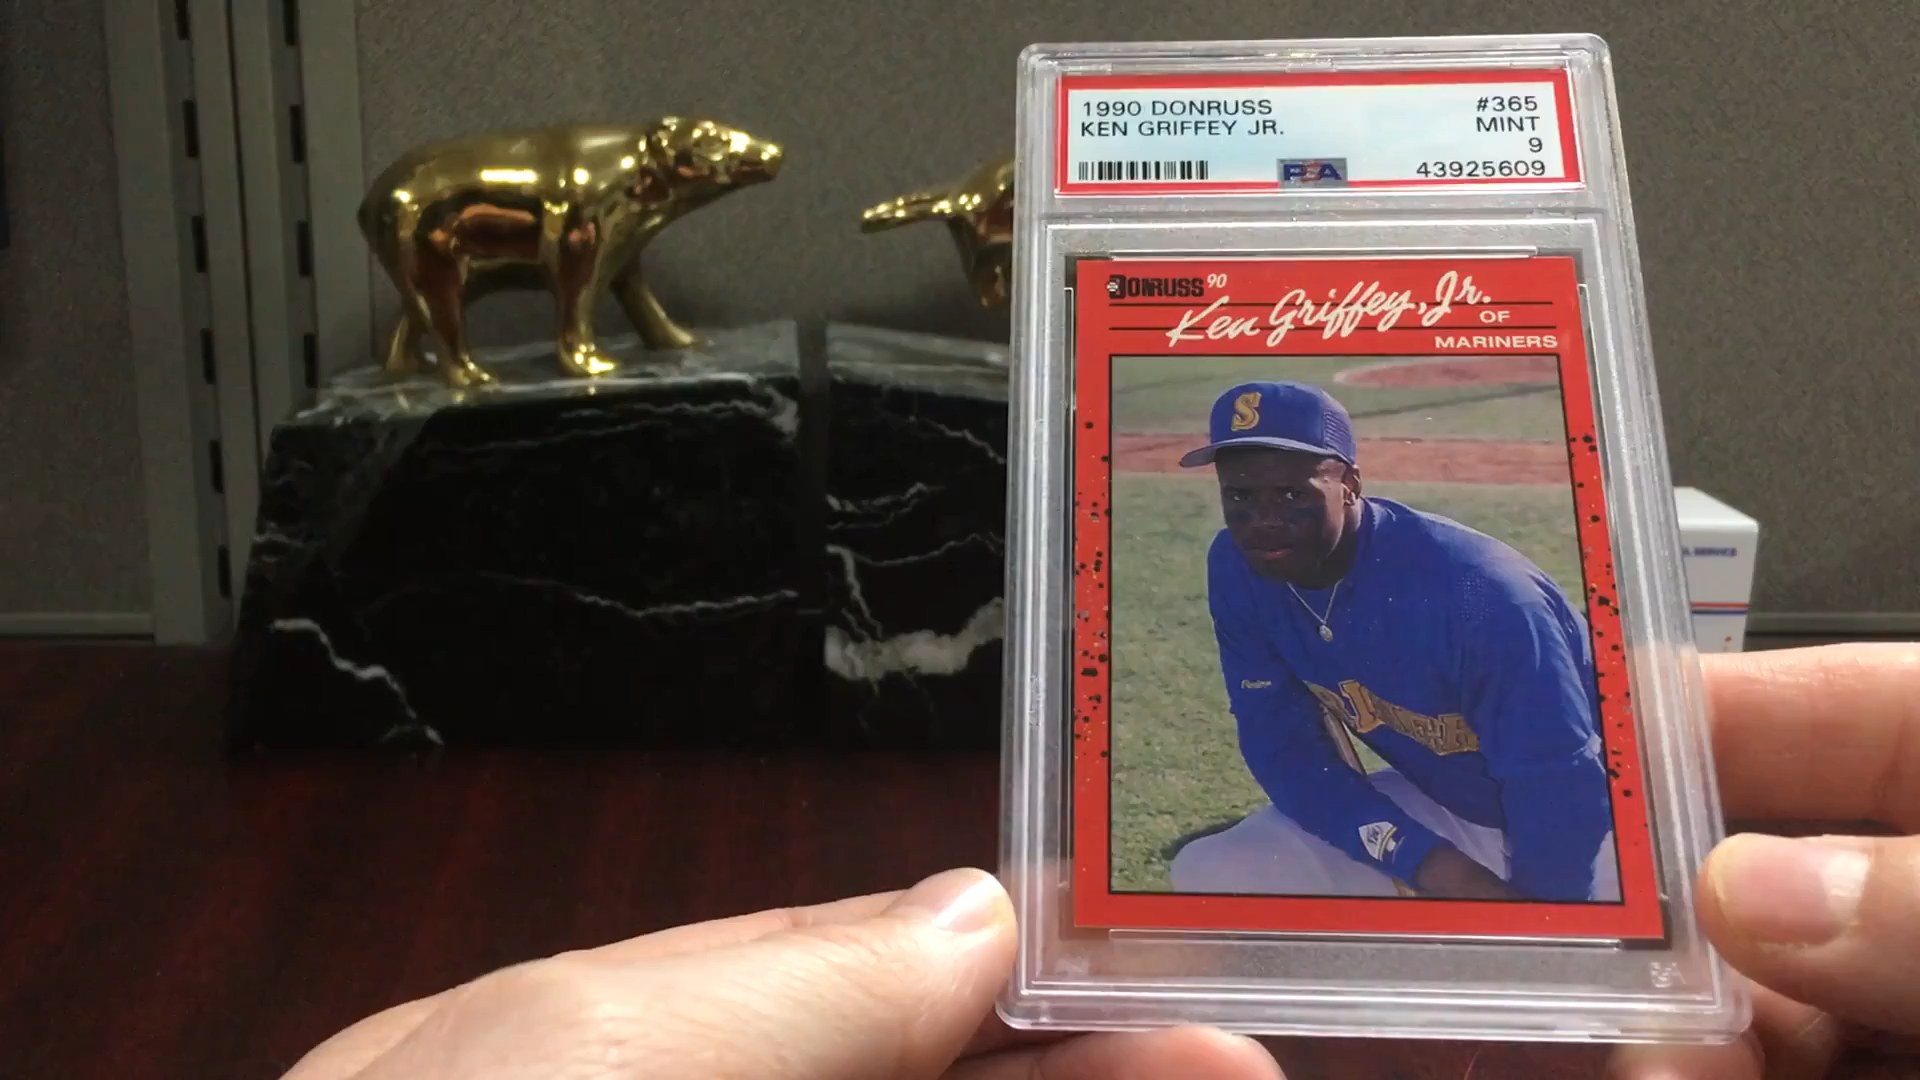 1990 DONRUSS #365
KEN GRIFFEY JR. MINT
9
PSA 43925609
DONRUSS 90
Ken Griffey, Jr. OF
MARINERS
S